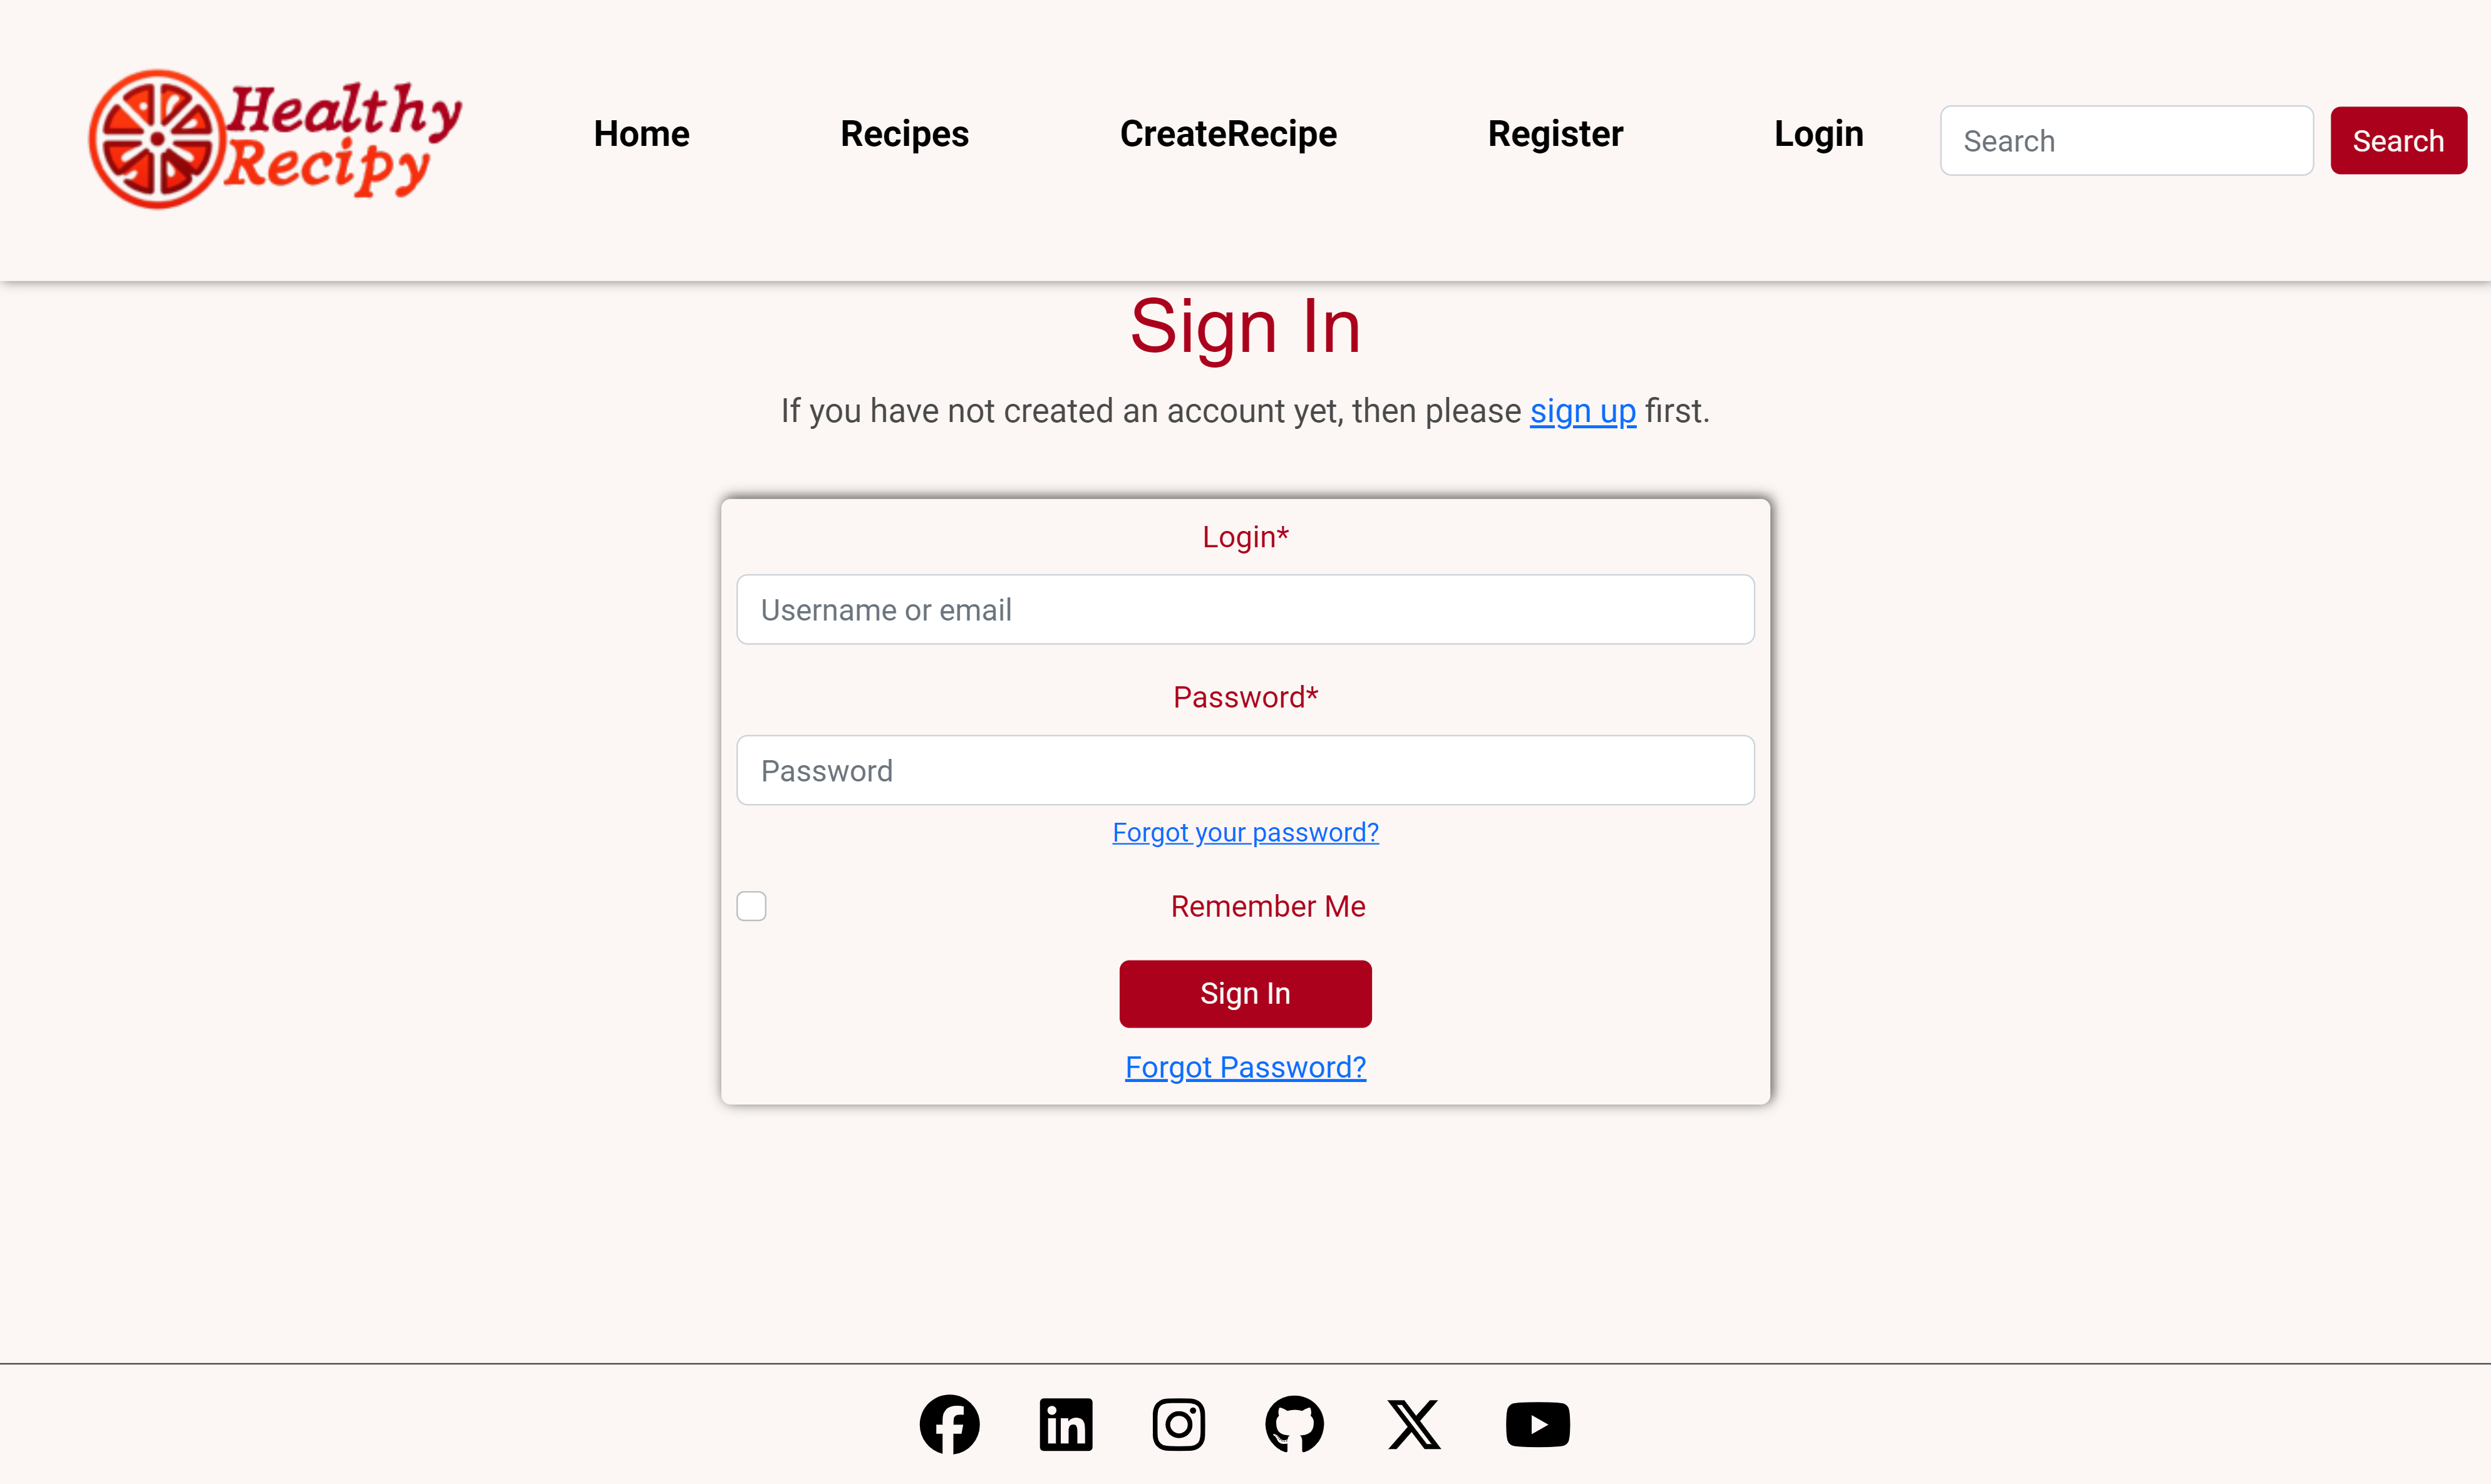 Healthy
Recipy
Home Recipes CreateRecipe Register Login Search Search
Sign In
If you have not created an account yet, then please sign up first.
Login*
Username or email
Password*
Password
Forgot your password?
Remember Me
Sign In
Forgot Password?